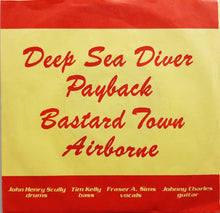 Deep Sea Diver
Payback
Bastard Town
Airborne
John Henry Scully Tim Kelly Fraser A. Sims Johnny Charles
drums bass vocals guitar